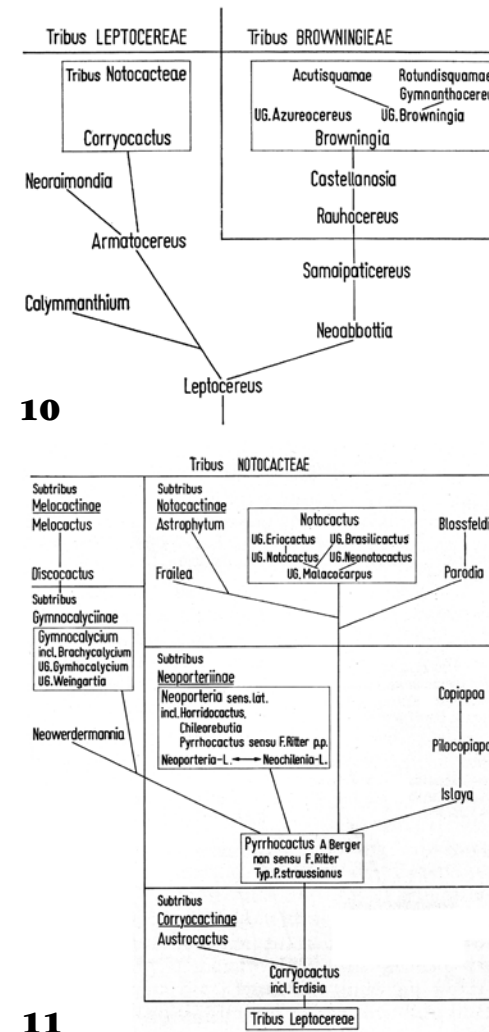 Tribus LEPTOCEREAE
Tribus BROWNINGIEAE
Tribus Notocacteae
Corryocactus
Neoraimondia
Armatocereus
Calymmanthium
Leptocereus
Acutisquamae
Rotundisquamae
Gymnanthocereu
UG.Azureocereus
UG.Browningia
Browningia
Castellanosia
Rauhocereus
Samaipaticereus
Neoabbottia
10
Tribus NOTOCACTEAE
Subtribus
Melocactinae
Melocactus
Discocactus
Subtribus
Gymnocalyciinae
Gymnocalycium
incl.Brachycalycium
UG.Gymhocalycium
UG.Weingartia
Neowerdermannia
Subtribus
Notocactinae
Astrophytum
Frailea
Notocactus
UG.Eriocactus
UG.Brasilicactus
UG.Notocactus
UG.Neonotocactus
UG.Malacocarpus
Blossfeldi
Parodia
Subtribus
Neoporteriinae
Neoporteria sens.lat.
incl.Horridocactus,
Chileorebutia
Pyrrhocactus sensu F.Ritter p.p.
Neoporteria-L. ↔ Neochilenia-L.
Copiapoa
Pilocopiapo
Islaya
Pyrrhocactus A Berger
non sensu F.Ritter
Typ.P.straussianus
Subtribus
Corryocactinae
Austrocactus
Corryocactus
incl. Erdisia
Tribus Leptocereae
11